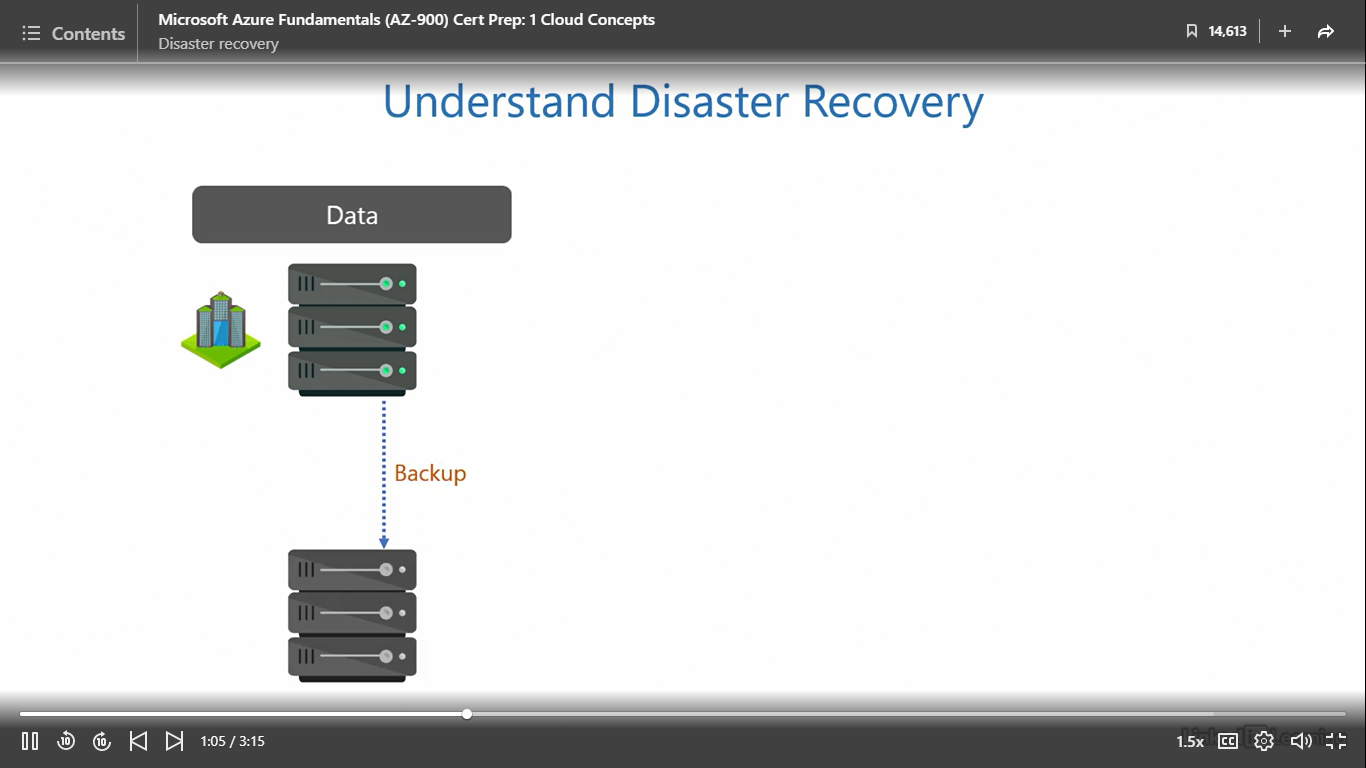 Contents
Microsoft Azure Fundamentals (AZ-900) Cert Prep: 1 Cloud Concepts
Disaster recovery
14,613
Understand Disaster Recovery
Data
Backup
10
10
1:05 / 3:15
1.5x
CC